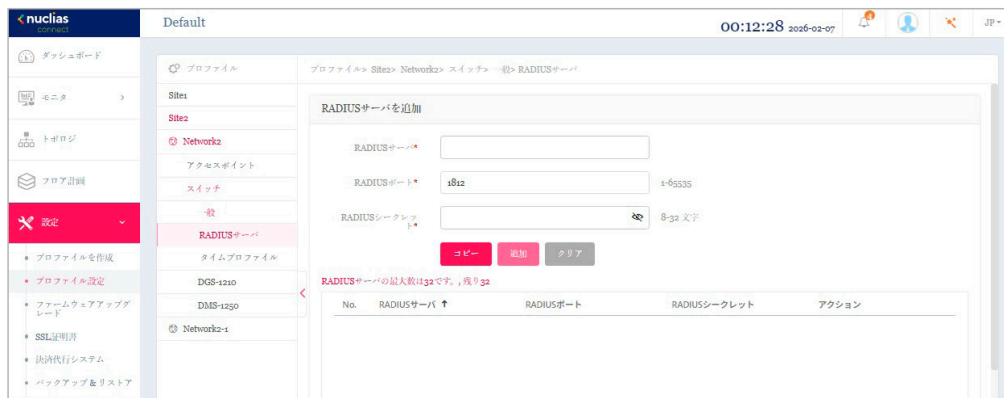 nuclias
connect
Default
00:12:28 2026-02-07
4
JP
ダッシュボード
モニタ
トポロジ
フロア計画
設定
プロファイルを作成
プロファイル設定
ファームウェアアップグ
レード
SSL証明書
決済代行システム
バックアップ & リストア
プロファイル
Site1
Site2
Network2
アクセスポイント
スイッチ
一般
RADIUSサーバ
タイムプロファイル
DGS-1210
DMS-1250
Network2-1
プロファイル> Site2> Network2> スイッチ> 一般> RADIUSサーバ
RADIUSサーバを追加
RADIUSサーバ*
RADIUSポート* 1812 1-65535
RADIUSシークレッ
ト* 8-32 文字
コピー 追加 クリア
RADIUSサーバの最大数は32です。, 残り32
No. RADIUSサーバ ↑ RADIUSポート RADIUSシークレット アクション